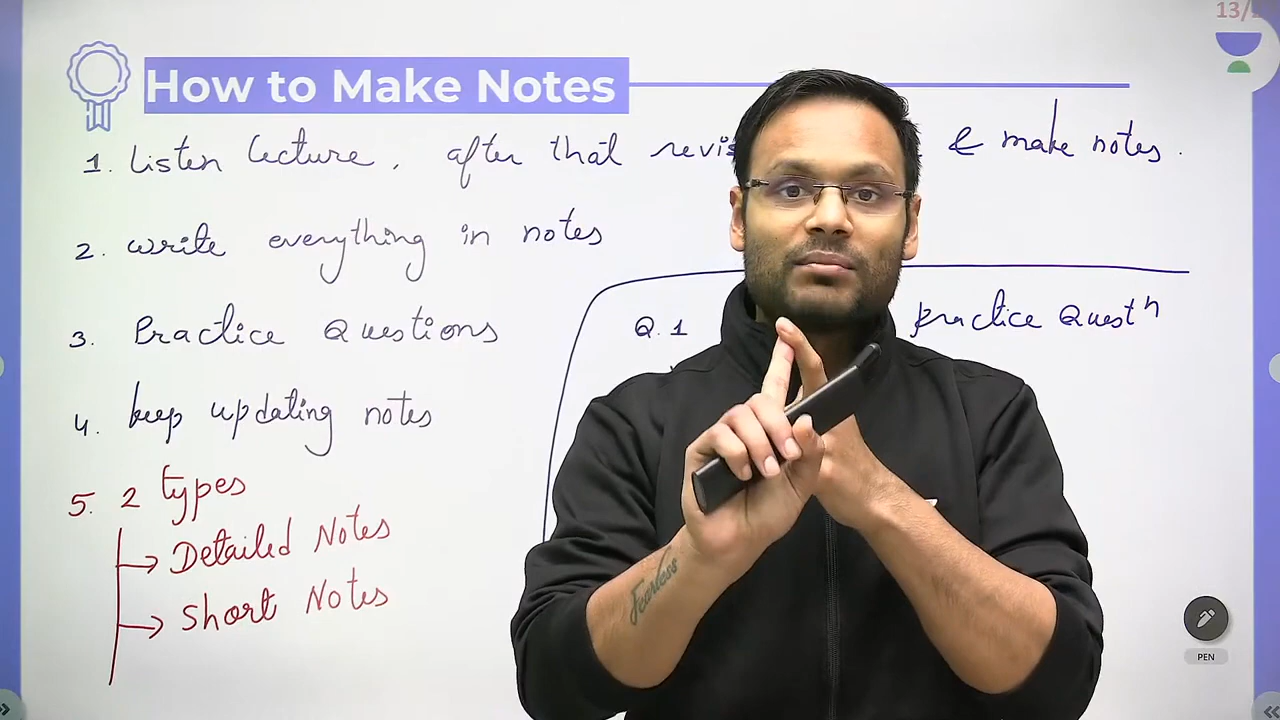 13/
How to Make Notes
1. Listen lecture, after that revis & make notes.
2. write everything in notes
Q.1 practice Questⁿ
3. Practice Questions
4. keep updating notes
5. 2 types
→ Detailed Notes
→ Short Notes
Fearless
PEN